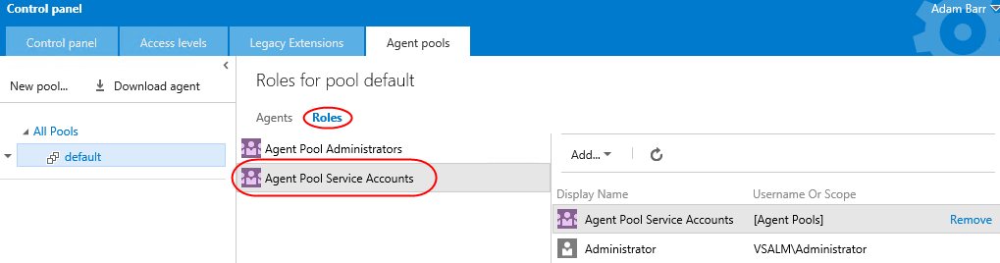 Control panel
Adam Barr
Control panel Access levels Legacy Extensions Agent pools
New pool... Download agent
All Pools
default
Roles for pool default
Agents Roles
Agent Pool Administrators
Agent Pool Service Accounts
Add...
Display Name Username Or Scope
Agent Pool Service Accounts [Agent Pools] Remove
Administrator VSALM\Administrator